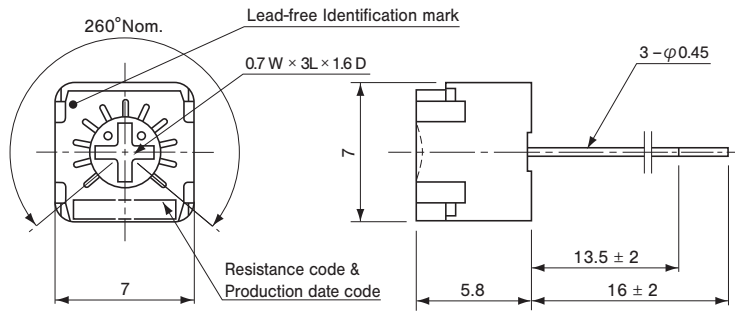 Lead-free Identification mark
260°Nom.
0.7 W × 3L × 1.6 D
3 – φ 0.45
7
13.5 ± 2
Resistance code &
Production date code
7
5.8
16 ± 2